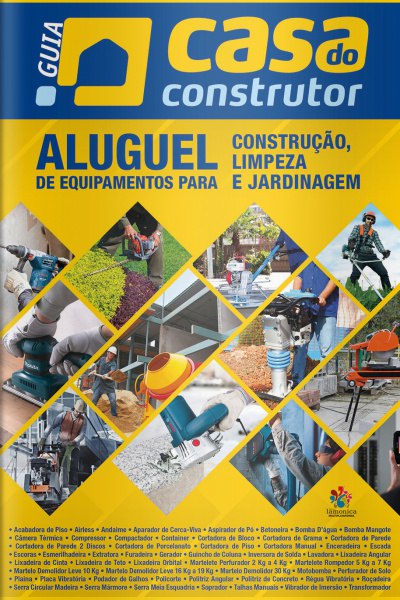 GUIA
casa do
construtor
ALUGUEL
DE EQUIPAMENTOS PARA
CONSTRUÇÃO,
LIMPEZA
E JARDINAGEM
lamonica
• Acabadora de Piso • Airless • Andaime • Aparador de Cerca-Viva • Aspirador de Pó • Betoneira • Bomba D'água • Bomba Mangote
• Câmera Térmica • Compressor • Compactador • Container • Cortadora de Bloco • Cortadora de Grama • Cortadora de Parede
• Cortadora de Parede 2 Discos • Cortadora de Porcelanato • Cortadora de Piso • Cortadora Manual • Enceradeira • Escada
• Escoras • Esmerilhadeira • Extratora • Furadeira • Gerador • Guincho de Coluna • Inversora de Solda • Lavadora • Lixadeira Angular
• Lixadeira de Cinta • Lixadeira de Teto • Lixadeira Orbital • Martelete Perfurador 2 Kg a 4 Kg • Martelete Rompedor 5 Kg a 7 Kg
• Martelo Demolidor Leve 10 Kg • Martelo Demolidor Leve 16 Kg a 19 Kg • Martelo Demolidor 30 Kg • Motobomba • Perfurador de Solo
• Plaina • Placa Vibratória • Podador de Galhos • Policorte • Politriz Angular • Politriz de Concreto • Régua Vibratória • Roçadeira
• Serra Circular Madeira • Serra Mármore • Serra Meia Esquadria • Soprador • Talhas Manuais • Vibrador de Imersão • Transformador